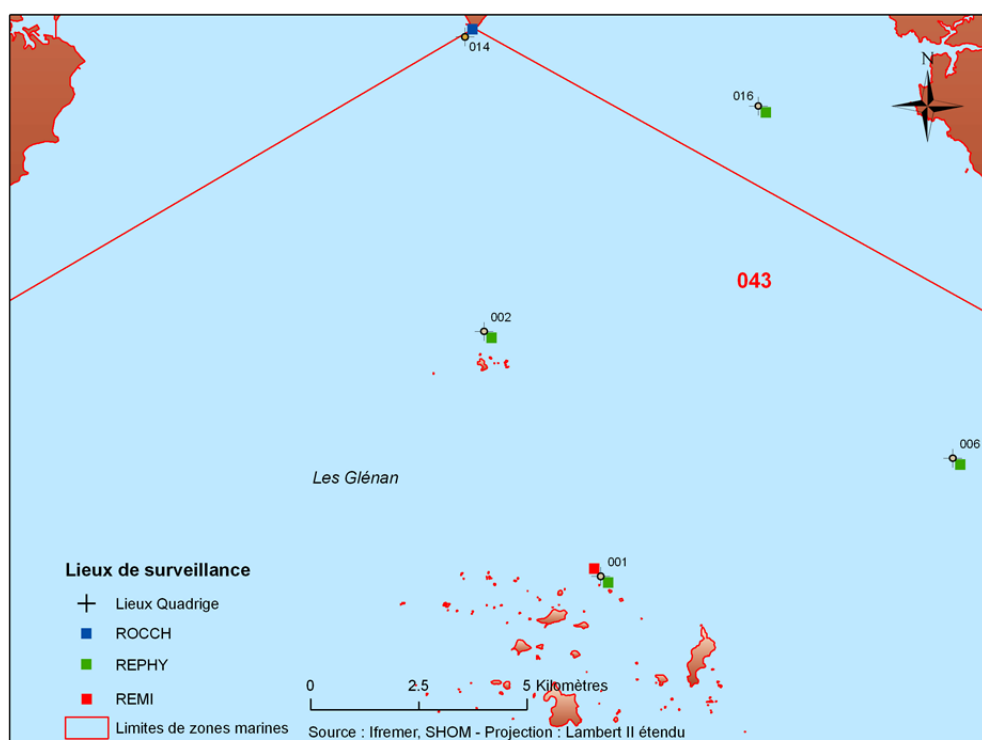 014
N
016
043
002
006
Les Glénan
001
Lieux de surveillance
Lieux Quadrige
ROCCH
REPHY
REMI
Limites de zones marines
0 2.5 5 Kilomètres
Source : Ifremer, SHOM - Projection : Lambert II étendu